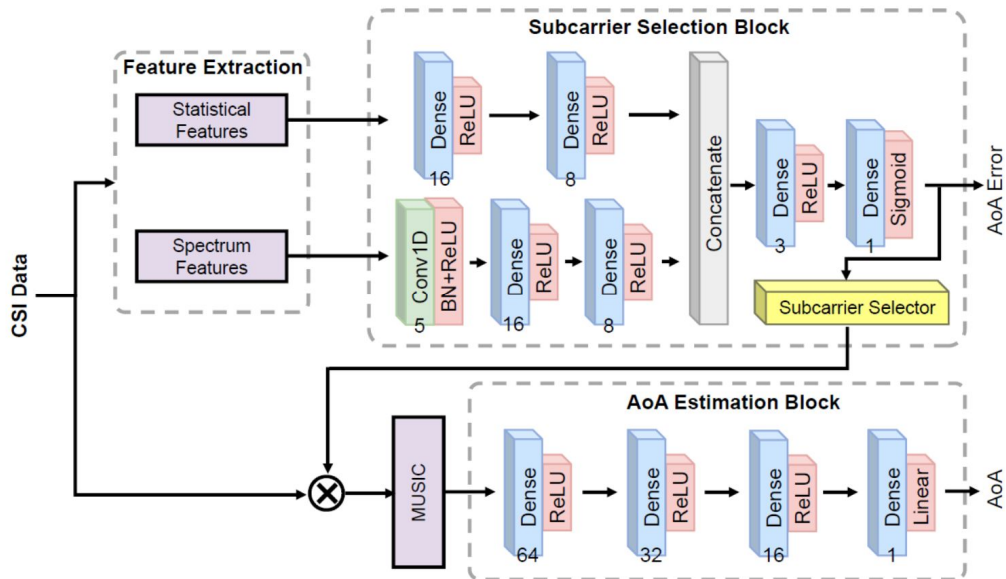 Subcarrier Selection Block
Feature Extraction
Statistical
Features
Dense
ReLU
16
Dense
ReLU
8
Spectrum
Features
Conv1D
BN+ReLU
5
Dense
ReLU
16
Dense
ReLU
8
Concatenate
Dense
ReLU
3
Dense
Sigmoid
1
AoA Error
Subcarrier Selector
CSI Data
MUSIC
AoA Estimation Block
Dense
ReLU
64
Dense
ReLU
32
Dense
ReLU
16
Dense
Linear
1
AoA